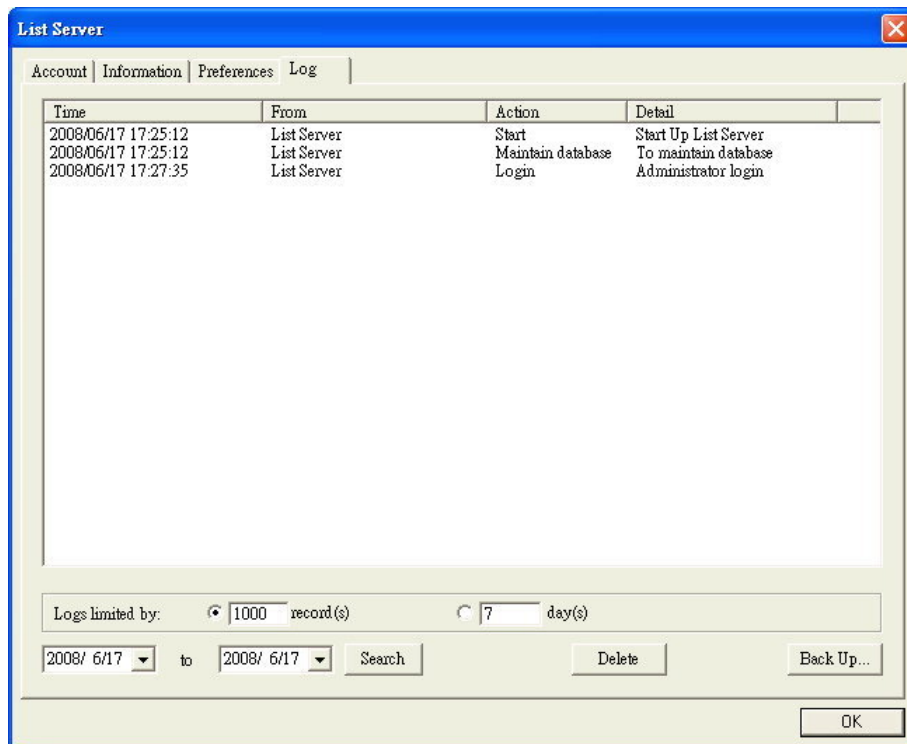 List Server
Account Information Preferences Log
Time From Action Detail
2008/06/17 17:25:12 List Server Start Start Up List Server
2008/06/17 17:25:12 List Server Maintain database To maintain database
2008/06/17 17:27:35 List Server Login Administrator login
Logs limited by: 1000 record(s) 7 day(s)
2008/ 6/17 to 2008/ 6/17 Search Delete Back Up...
OK